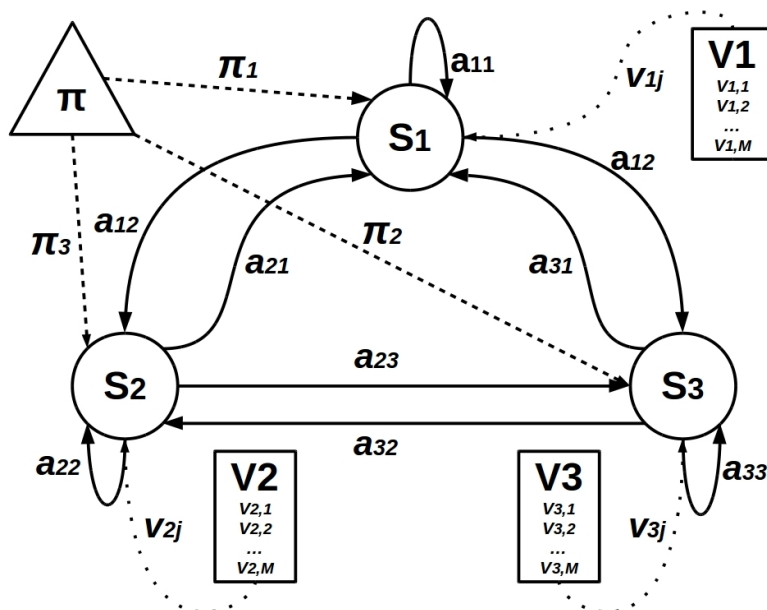 π
π1
a11
S1
v1j
V1
V1,1
V1,2
...
V1,M
a12
a12
π3
a21
π2
a31
S2
a23
S3
a32
a22
v2j
V2
V2,1
V2,2
...
V2,M
V3
V3,1
V3,2
...
V3,M
v3j
a33